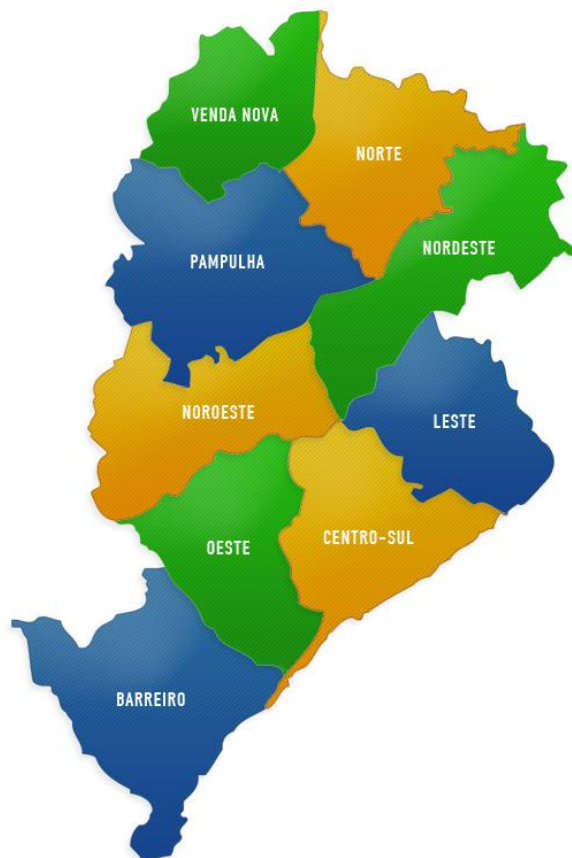 VENDA NOVA
NORTE
NORDESTE
PAMPULHA
NOROESTE
LESTE
CENTRO-SUL
OESTE
BARREIRO